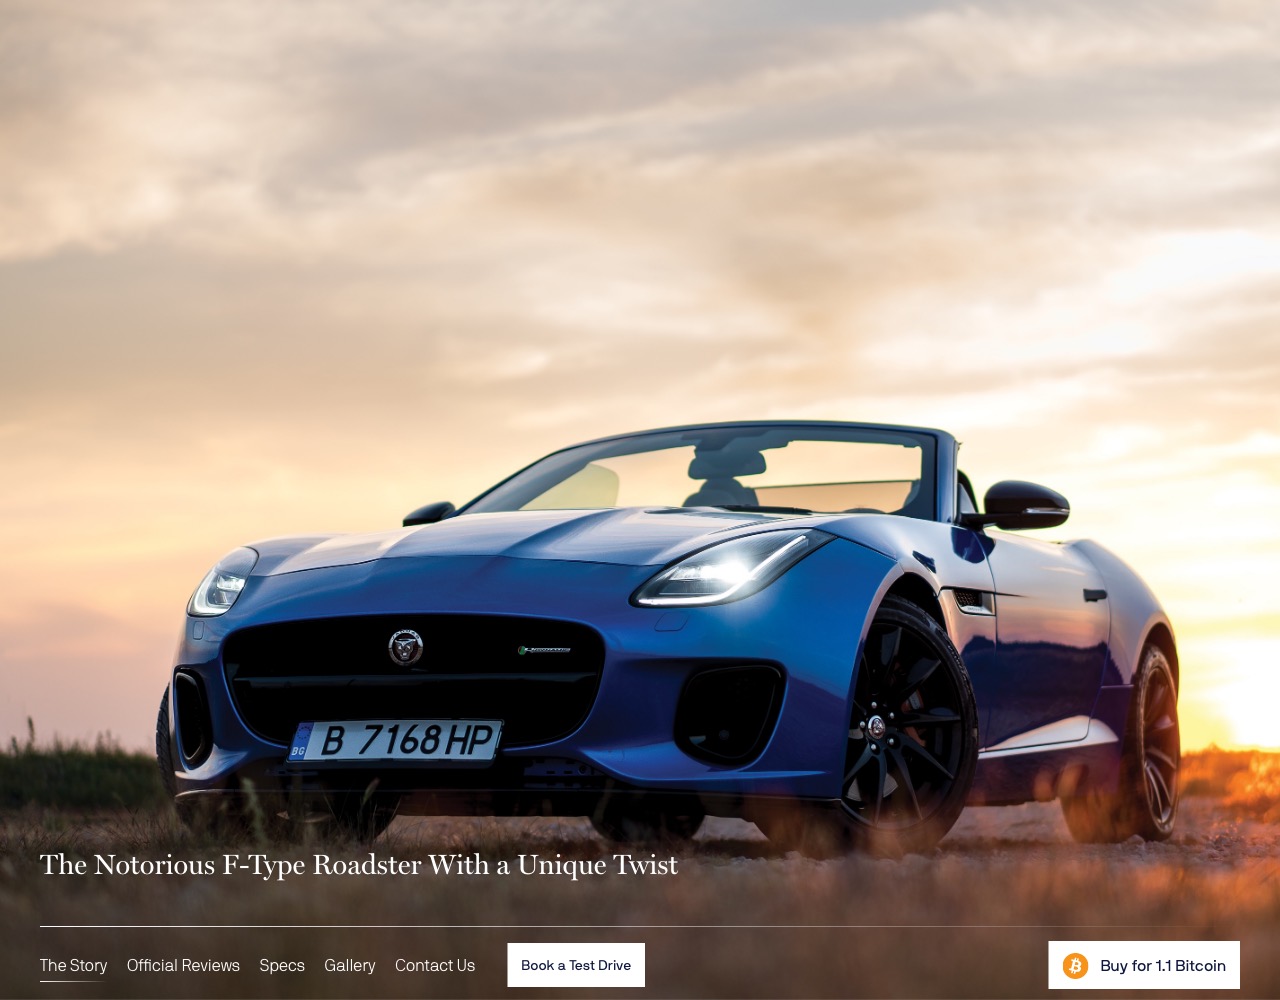 BG B 7168 HP
The Notorious F-Type Roadster With a Unique Twist
The Story Official Reviews Specs Gallery Contact Us Book a Test Drive Buy for 1.1 Bitcoin